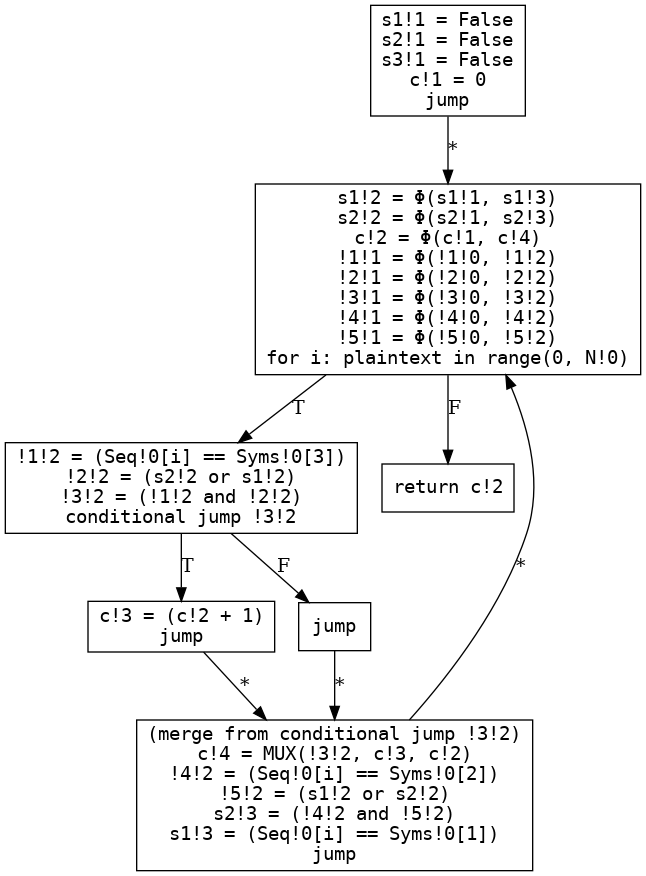 s1!1 = False
s2!1 = False
s3!1 = False
c!1 = 0
jump
*
s1!2 = Φ(s1!1, s1!3)
s2!2 = Φ(s2!1, s2!3)
c!2 = Φ(c!1, c!4)
!1!1 = Φ(!1!0, !1!2)
!2!1 = Φ(!2!0, !2!2)
!3!1 = Φ(!3!0, !3!2)
!4!1 = Φ(!4!0, !4!2)
!5!1 = Φ(!5!0, !5!2)
for i: plaintext in range(0, N!0)
T
F
!1!2 = (Seq!0[i] == Syms!0[3])
!2!2 = (s2!2 or s1!2)
!3!2 = (!1!2 and !2!2)
conditional jump !3!2
return c!2
T
F
*
c!3 = (c!2 + 1)
jump
jump
*
*
(merge from conditional jump !3!2)
c!4 = MUX(!3!2, c!3, c!2)
!4!2 = (Seq!0[i] == Syms!0[2])
!5!2 = (s1!2 or s2!2)
s2!3 = (!4!2 and !5!2)
s1!3 = (Seq!0[i] == Syms!0[1])
jump